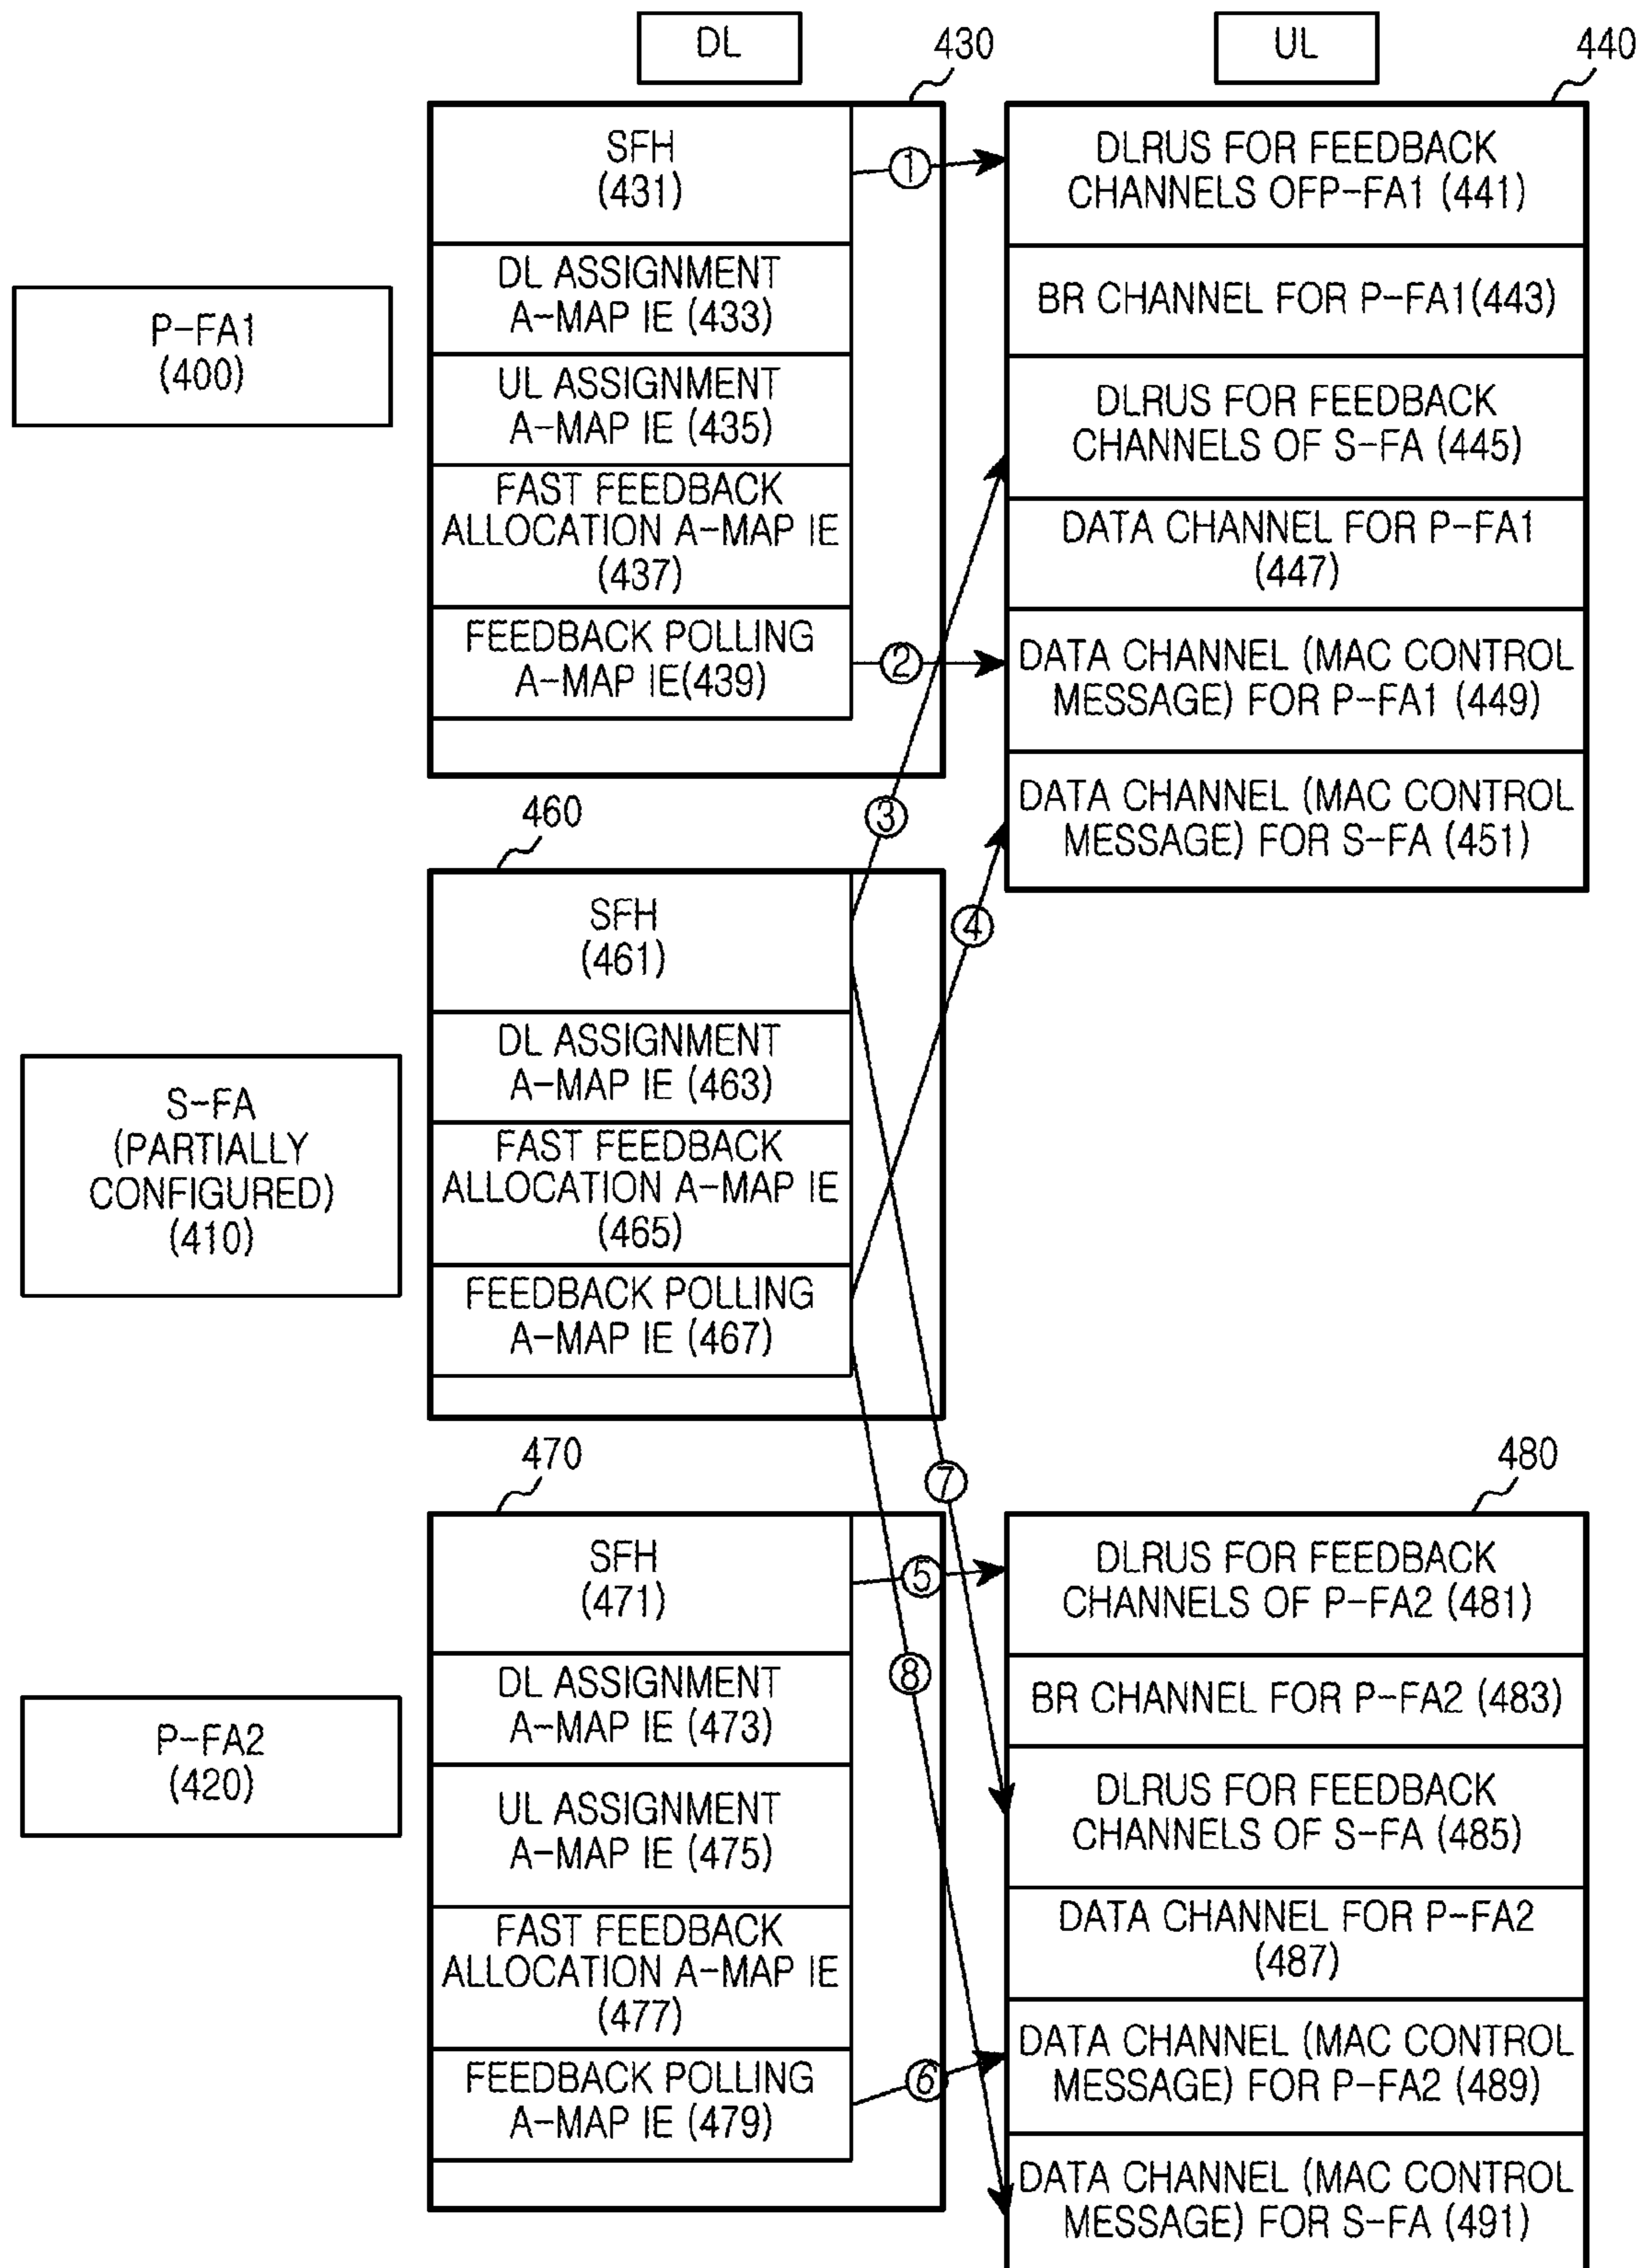 DL
430
UL
440
P-FA1
(400)
SFH
(431)
DL ASSIGNMENT
A-MAP IE (433)
UL ASSIGNMENT
A-MAP IE (435)
FAST FEEDBACK
ALLOCATION A-MAP IE
(437)
FEEDBACK POLLING
A-MAP IE(439)
①
②
③
④
DLRUS FOR FEEDBACK
CHANNELS OFP-FA1 (441)
BR CHANNEL FOR P-FA1(443)
DLRUS FOR FEEDBACK
CHANNELS OF S-FA (445)
DATA CHANNEL FOR P-FA1
(447)
DATA CHANNEL (MAC CONTROL
MESSAGE) FOR P-FA1 (449)
DATA CHANNEL (MAC CONTROL
MESSAGE) FOR S-FA (451)
460
S-FA
(PARTIALLY
CONFIGURED)
(410)
SFH
(461)
DL ASSIGNMENT
A-MAP IE (463)
FAST FEEDBACK
ALLOCATION A-MAP IE
(465)
FEEDBACK POLLING
A-MAP IE (467)
470
⑦
480
P-FA2
(420)
SFH
(471)
DL ASSIGNMENT
A-MAP IE (473)
UL ASSIGNMENT
A-MAP IE (475)
FAST FEEDBACK
ALLOCATION A-MAP IE
(477)
FEEDBACK POLLING
A-MAP IE (479)
⑤
⑧
⑥
DLRUS FOR FEEDBACK
CHANNELS OF P-FA2 (481)
BR CHANNEL FOR P-FA2 (483)
DLRUS FOR FEEDBACK
CHANNELS OF S-FA (485)
DATA CHANNEL FOR P-FA2
(487)
DATA CHANNEL (MAC CONTROL
MESSAGE) FOR P-FA2 (489)
DATA CHANNEL (MAC CONTROL
MESSAGE) FOR S-FA (491)